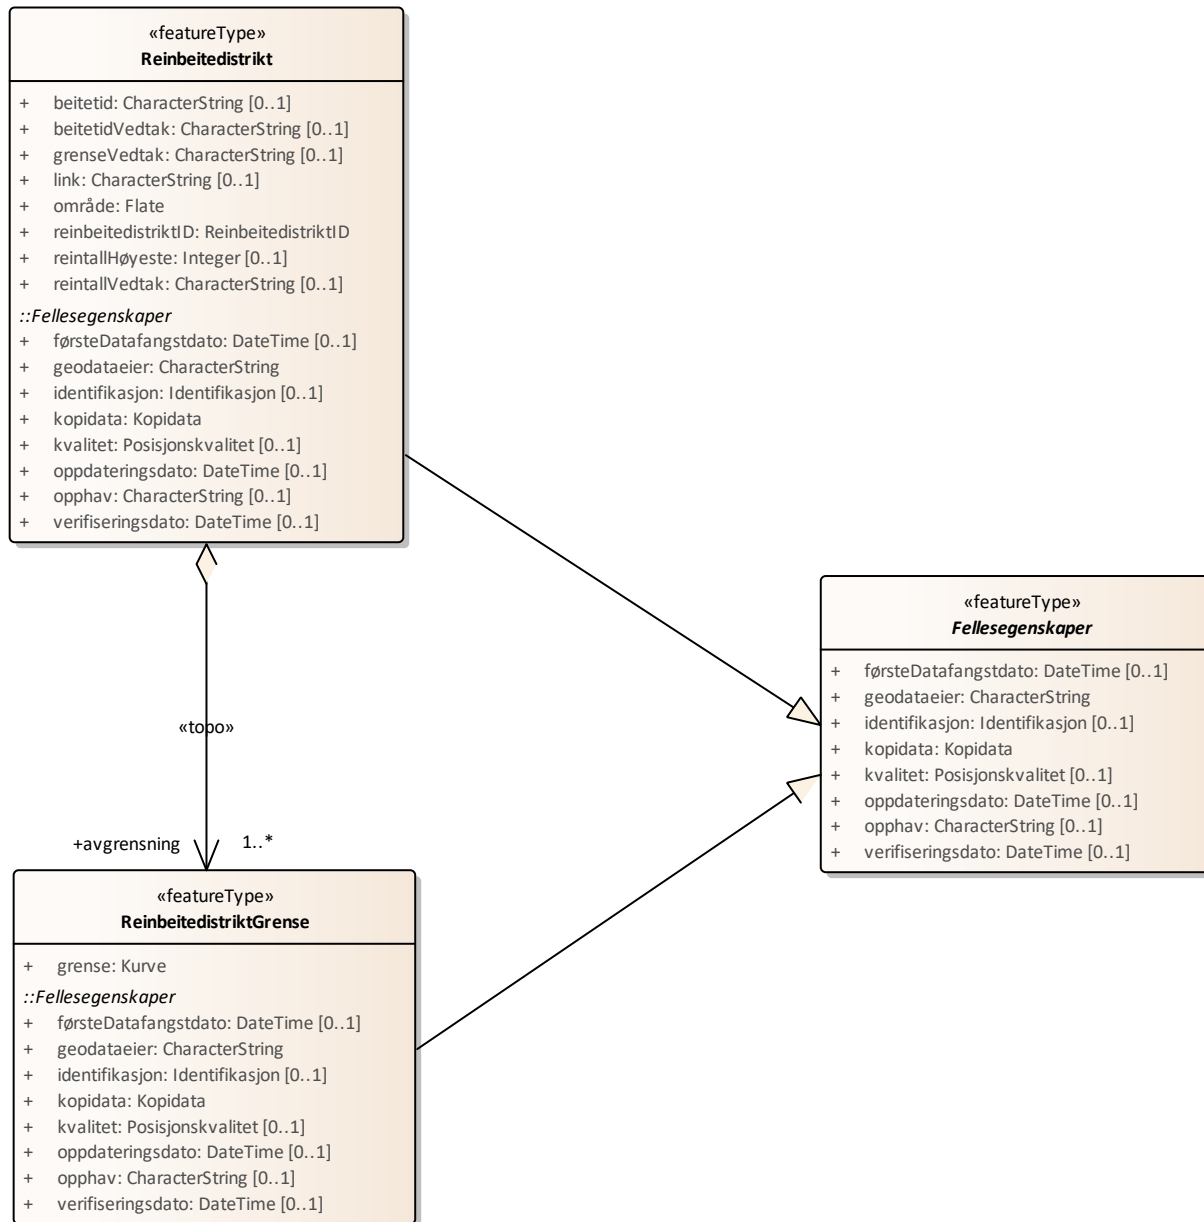 «featureType»
Reinbeitedistrikt
+ beitetid: CharacterString [0..1]
+ beitetidVedtak: CharacterString [0..1]
+ grenseVedtak: CharacterString [0..1]
+ link: CharacterString [0..1]
+ område: Flate
+ reinbeitedistriktID: ReinbeitedistriktID
+ reintallHøyeste: Integer [0..1]
+ reintallVedtak: CharacterString [0..1]
::Fellesegenskaper
+ førsteDatafangstdato: DateTime [0..1]
+ geodataeier: CharacterString
+ identifikasjon: Identifikasjon [0..1]
+ kopidata: Kopidata
+ kvalitet: Posisjonskvalitet [0..1]
+ oppdateringsdato: DateTime [0..1]
+ opphav: CharacterString [0..1]
+ verifiseringsdato: DateTime [0..1]
«topo»
+avgrensning 1..*
«featureType»
ReinbeitedistriktGrense
+ grense: Kurve
::Fellesegenskaper
+ førsteDatafangstdato: DateTime [0..1]
+ geodataeier: CharacterString
+ identifikasjon: Identifikasjon [0..1]
+ kopidata: Kopidata
+ kvalitet: Posisjonskvalitet [0..1]
+ oppdateringsdato: DateTime [0..1]
+ opphav: CharacterString [0..1]
+ verifiseringsdato: DateTime [0..1]
«featureType»
Fellesegenskaper
+ førsteDatafangstdato: DateTime [0..1]
+ geodataeier: CharacterString
+ identifikasjon: Identifikasjon [0..1]
+ kopidata: Kopidata
+ kvalitet: Posisjonskvalitet [0..1]
+ oppdateringsdato: DateTime [0..1]
+ opphav: CharacterString [0..1]
+ verifiseringsdato: DateTime [0..1]